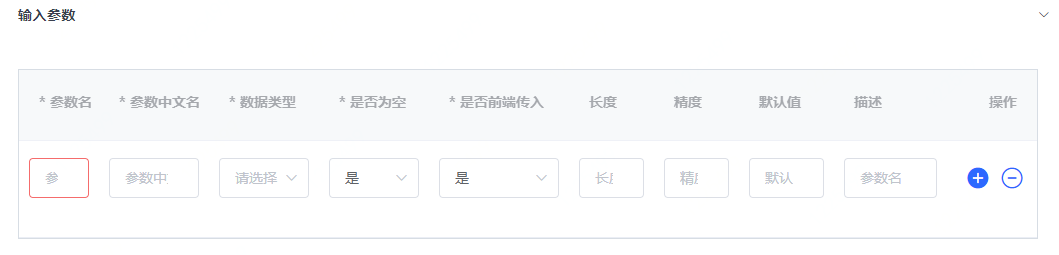 输入参数
* 参数名 * 参数中文名 * 数据类型 * 是否为空 * 是否前端传入 长度 精度 默认值 描述 操作
参 参数中 请选择 是 是 长 精 默认 参数名